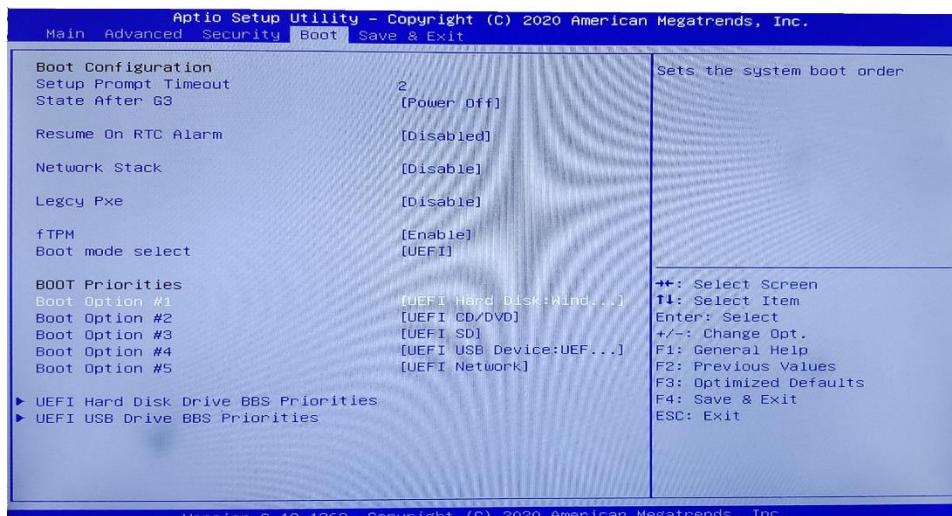 Aptio Setup Utility – Copyright (C) 2020 American Megatrends, Inc.
Main Advanced Security Boot Save & Exit
Boot Configuration
Setup Prompt Timeout 2
State After G3 [Power Off]
Resume On RTC Alarm [Disabled]
Network Stack [Disable]
Legcy Pxe [Disable]
fTPM [Enable]
Boot mode select [UEFI]
BOOT Priorities
Boot Option #1 [UEFI Hard Disk:Wind...]
Boot Option #2 [UEFI CD/DVD]
Boot Option #3 [UEFI SD]
Boot Option #4 [UEFI USB Device:UEF...]
Boot Option #5 [UEFI Network]
► UEFI Hard Disk Drive BBS Priorities
► UEFI USB Drive BBS Priorities
Sets the system boot order
→←: Select Screen
↑↓: Select Item
Enter: Select
+/-: Change Opt.
F1: General Help
F2: Previous Values
F3: Optimized Defaults
F4: Save & Exit
ESC: Exit
Copyright (C) 2020 American Megatrends, Inc.